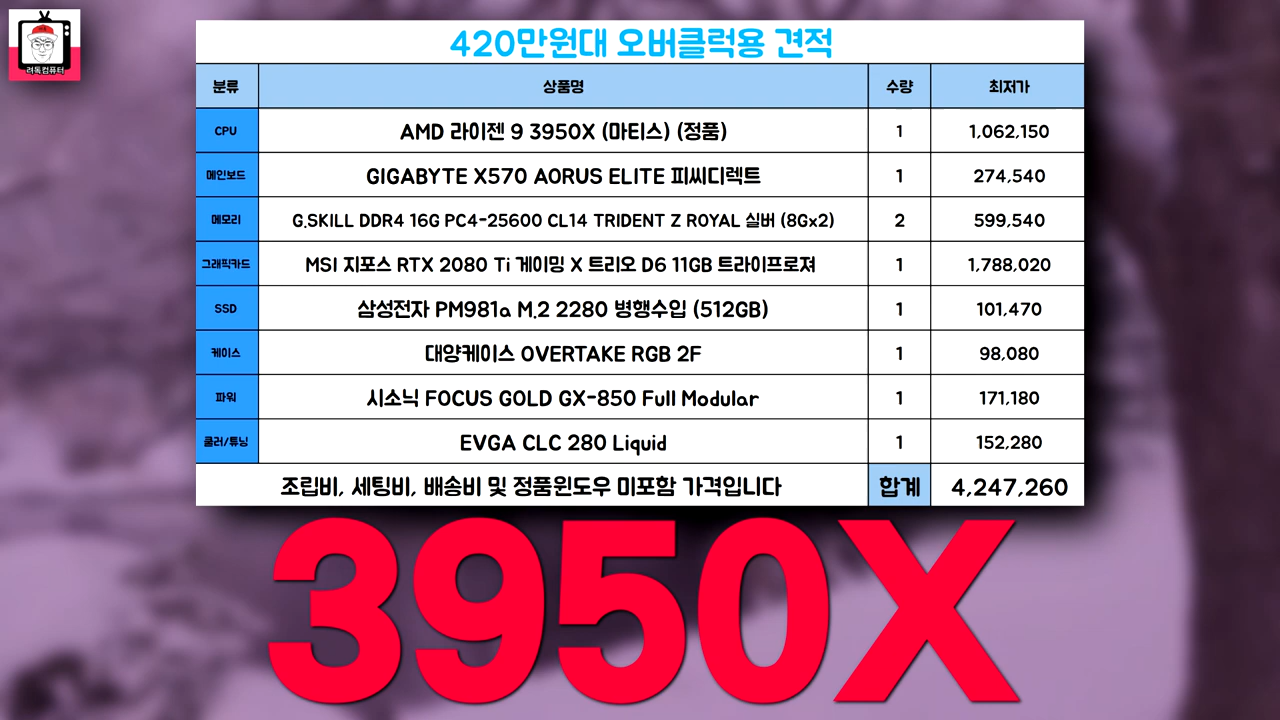 려독컴퓨터
420만원대 오버클럭용 견적
분류 상품명 수량 최저가
CPU AMD 라이젠 9 3950X (마티스) (정품) 1 1,062,150
메인보드 GIGABYTE X570 AORUS ELITE 피씨디렉트 1 274,540
메모리 G.SKILL DDR4 16G PC4-25600 CL14 TRIDENT Z ROYAL 실버 (8Gx2) 2 599,540
그래픽카드 MSI 지포스 RTX 2080 Ti 게이밍 X 트리오 D6 11GB 트라이프로져 1 1,788,020
SSD 삼성전자 PM981a M.2 2280 병행수입 (512GB) 1 101,470
케이스 대양케이스 OVERTAKE RGB 2F 1 98,080
파워 시소닉 FOCUS GOLD GX-850 Full Modular 1 171,180
쿨러/튜닝 EVGA CLC 280 Liquid 1 152,280
조립비, 세팅비, 배송비 및 정품윈도우 미포함 가격입니다 합계 4,247,260
3950X